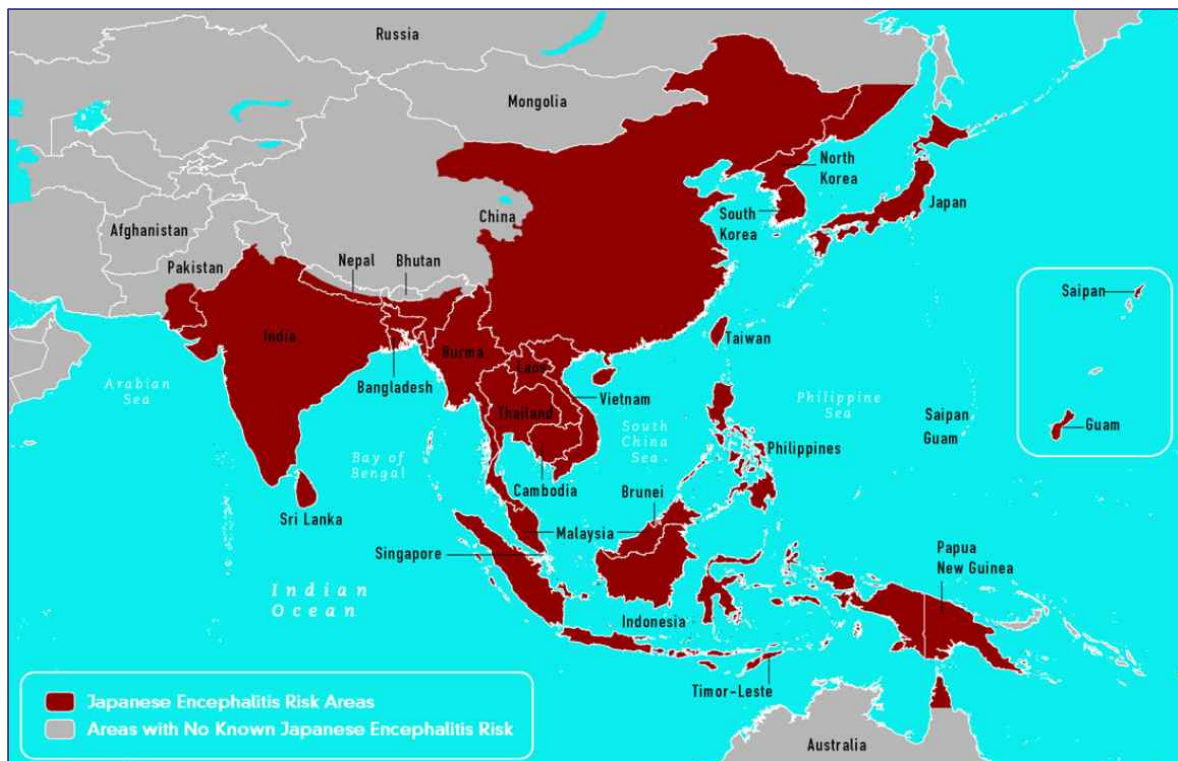 Russia
Mongolia
North
Korea
China
South
Korea
Japan
Afghanistan
Pakistan
Nepal
Bhutan
Saipan
India
Burma
Taiwan
Bangladesh
Laos
Arabian
Sea
Vietnam
Thailand
Philippine
Sea
Saipan
Guam
Guam
South
China
Sea
Bay of
Bengal
Philippines
Cambodia
Brunei
Sri Lanka
Malaysia
Singapore
Papua
New Guinea
Indian
Ocean
Indonesia
Timor-Leste
Japanese Encephalitis Risk Areas
Areas with No Known Japanese Encephalitis Risk
Australia